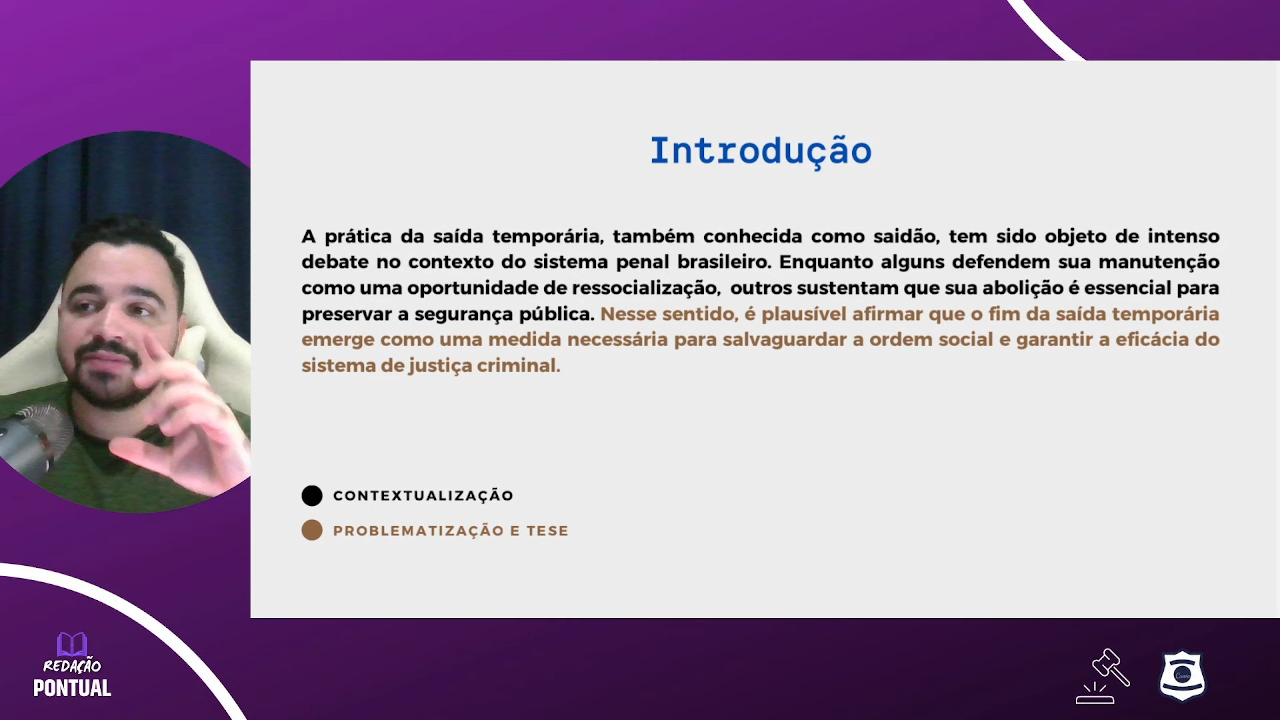 Introdução
A prática da saída temporária, também conhecida como saidão, tem sido objeto de intenso
debate no contexto do sistema penal brasileiro. Enquanto alguns defendem sua manutenção
como uma oportunidade de ressocialização, outros sustentam que sua abolição é essencial para
preservar a segurança pública. Nesse sentido, é plausível afirmar que o fim da saída temporária
emerge como uma medida necessária para salvaguardar a ordem social e garantir a eficácia do
sistema de justiça criminal.
CONTEXTUALIZAÇÃO
PROBLEMATIZAÇÃO E TESE
REDAÇÃO
PONTUAL